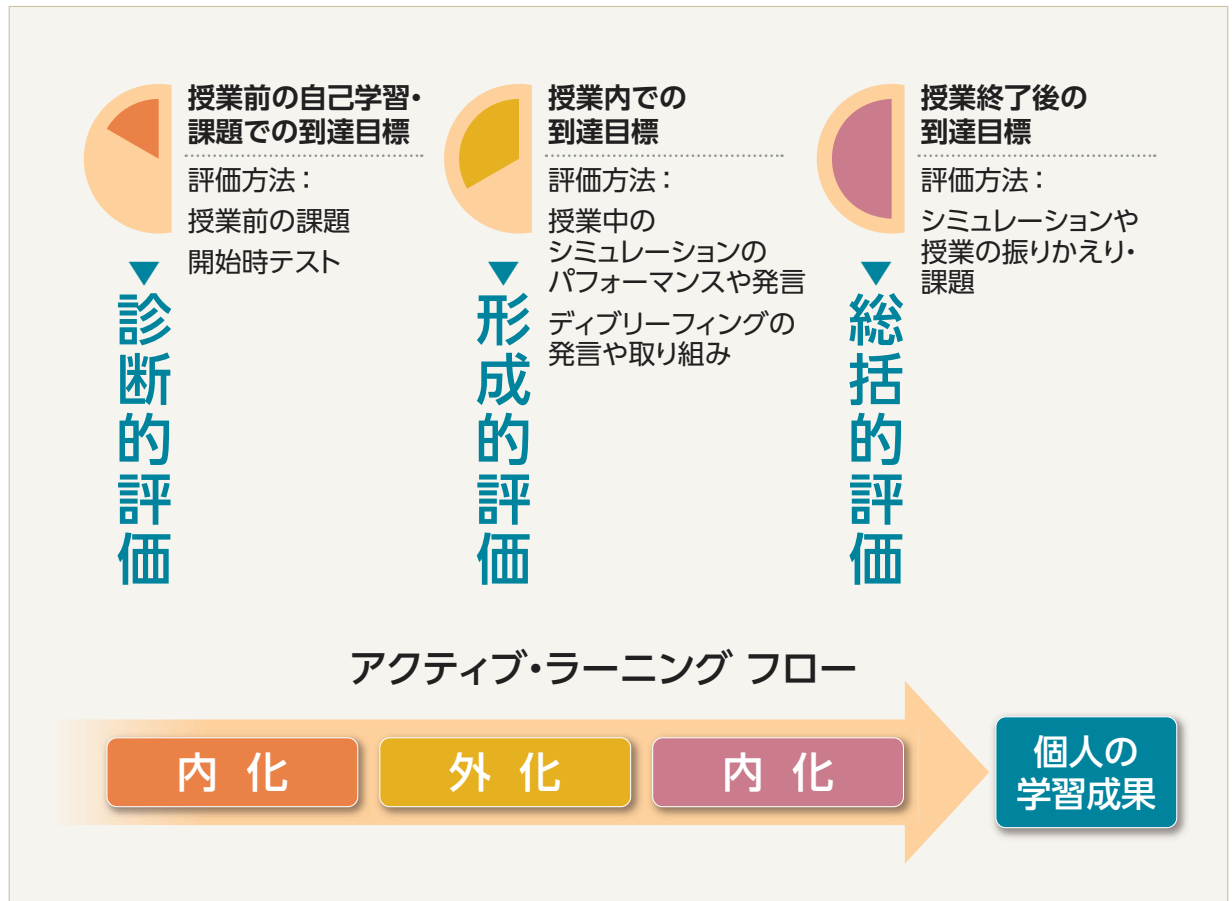 授業前の自己学習・
課題での到達目標
評価方法：
授業前の課題
開始時テスト
▼
診断的評価
授業内での
到達目標
評価方法：
授業中の
シミュレーションの
パフォーマンスや発言
ディブリーフィングの
発言や取り組み
▼
形成的評価
授業終了後の
到達目標
評価方法：
シミュレーションや
授業の振りかえり・
課題
▼
総括的評価
アクティブ・ラーニング フロー
内 化
外 化
内 化
個人の
学習成果